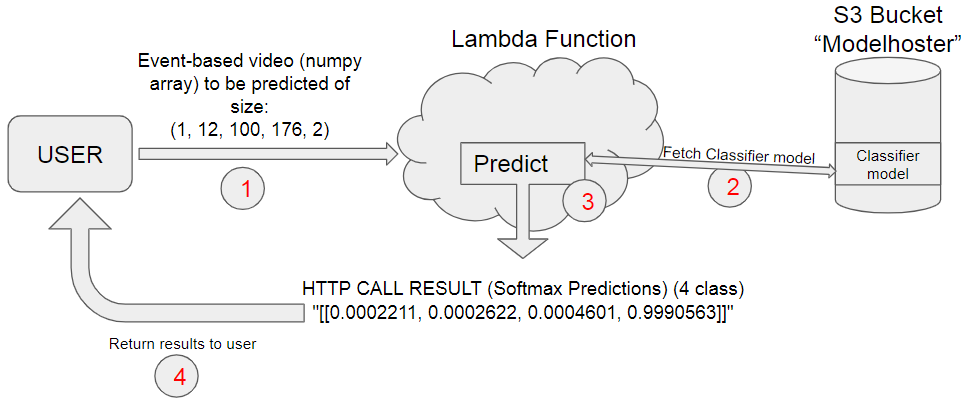 S3 Bucket
“Modelhoster”
Lambda Function
Event-based video (numpy
array) to be predicted of
size:
(1, 12, 100, 176, 2)
USER
1
Predict
3
Fetch Classifier model
2
Classifier
model
HTTP CALL RESULT (Softmax Predictions) (4 class)
"[[0.0002211, 0.0002622, 0.0004601, 0.9990563]]"
Return results to user
4